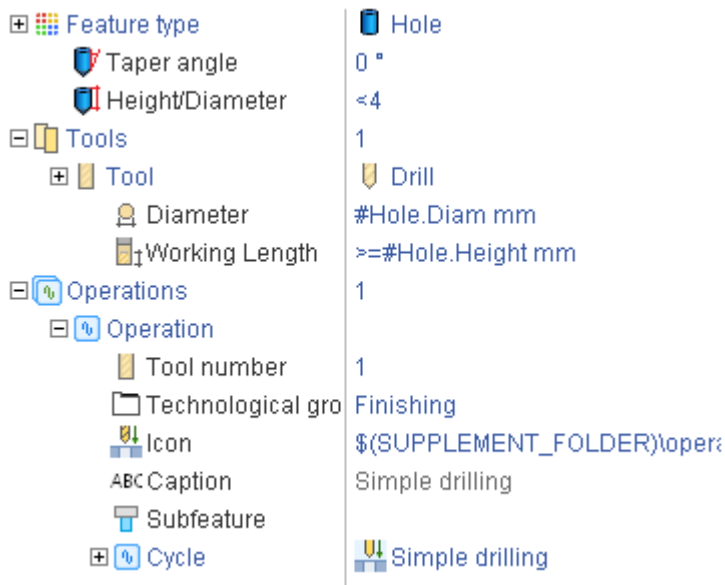 Feature type Hole
Taper angle 0 °
Height/Diameter <4
Tools 1
Tool Drill
Diameter #Hole.Diam mm
Working Length >=#Hole.Height mm
Operations 1
Operation
Tool number 1
Technological gro Finishing
Icon $(SUPPLEMENT_FOLDER)\opera
ABC Caption Simple drilling
Subfeature
Cycle Simple drilling